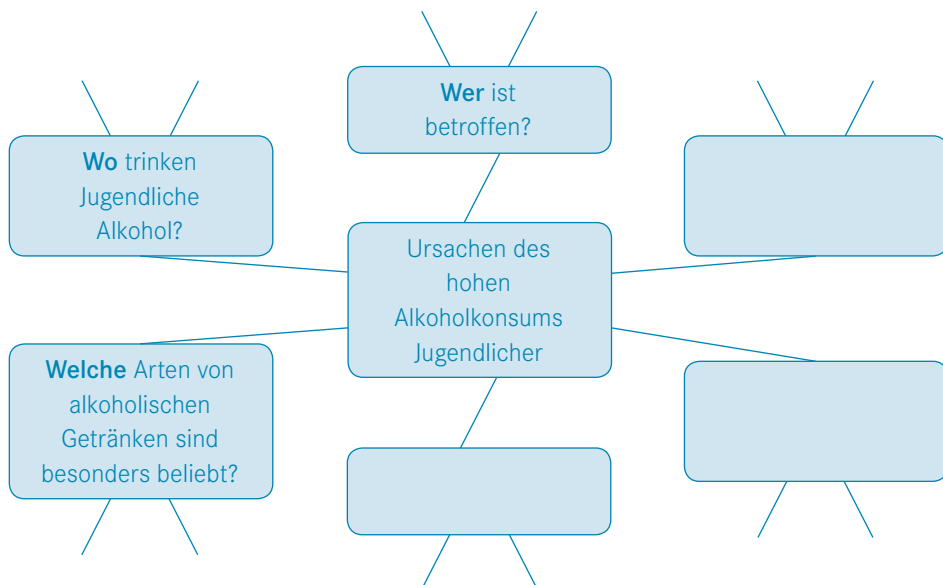 Wer ist
betroffen?
Wo trinken
Jugendliche
Alkohol?
Ursachen des
hohen
Alkoholkonsums
Jugendlicher
Welche Arten von
alkoholischen
Getränken sind
besonders beliebt?